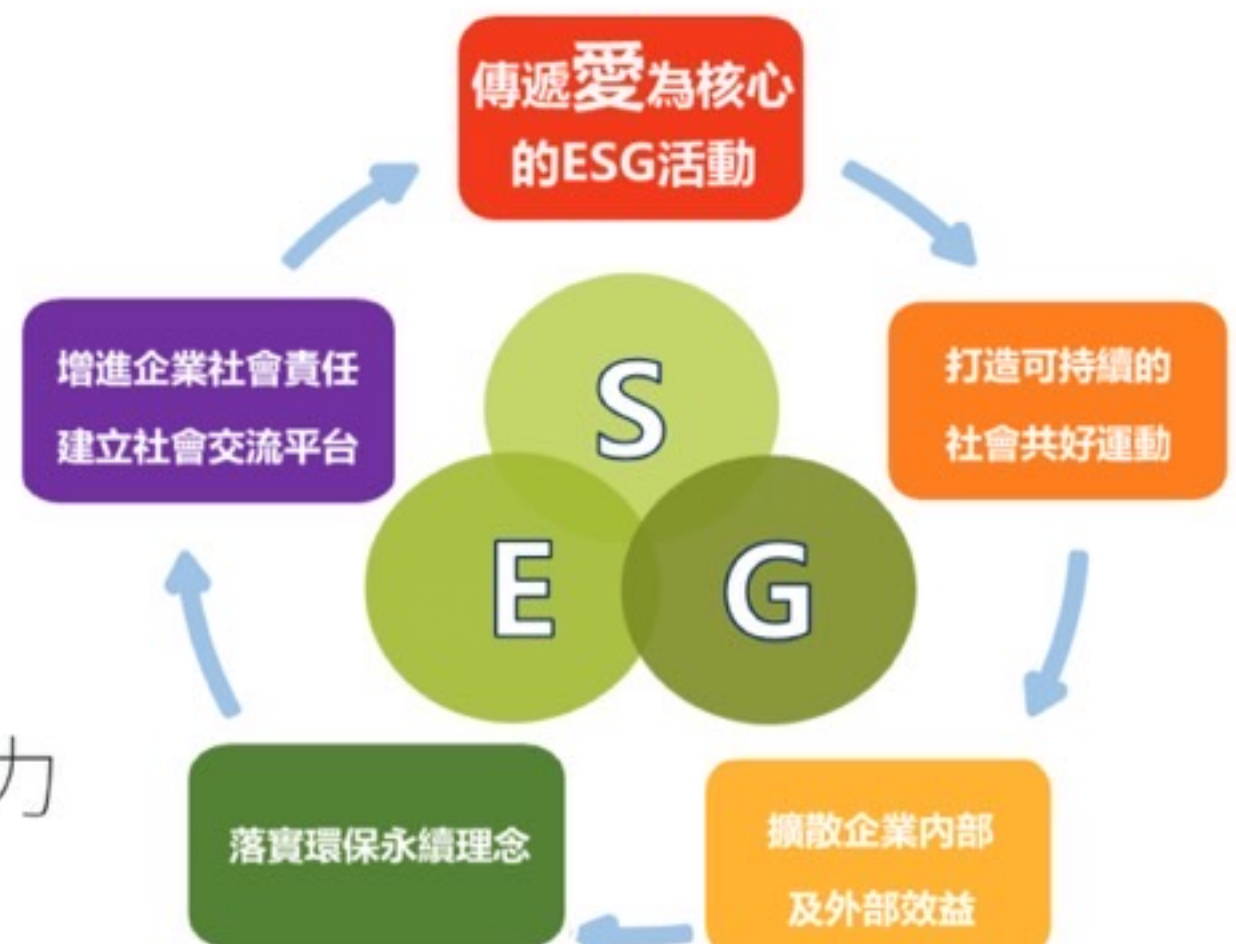 傳遞愛為核心
的ESG活動
增進企業社會責任
建立社會交流平台
打造可持續的
社會共好運動
S
E
G
力
落實環保永續理念
擴散企業內部
及外部效益